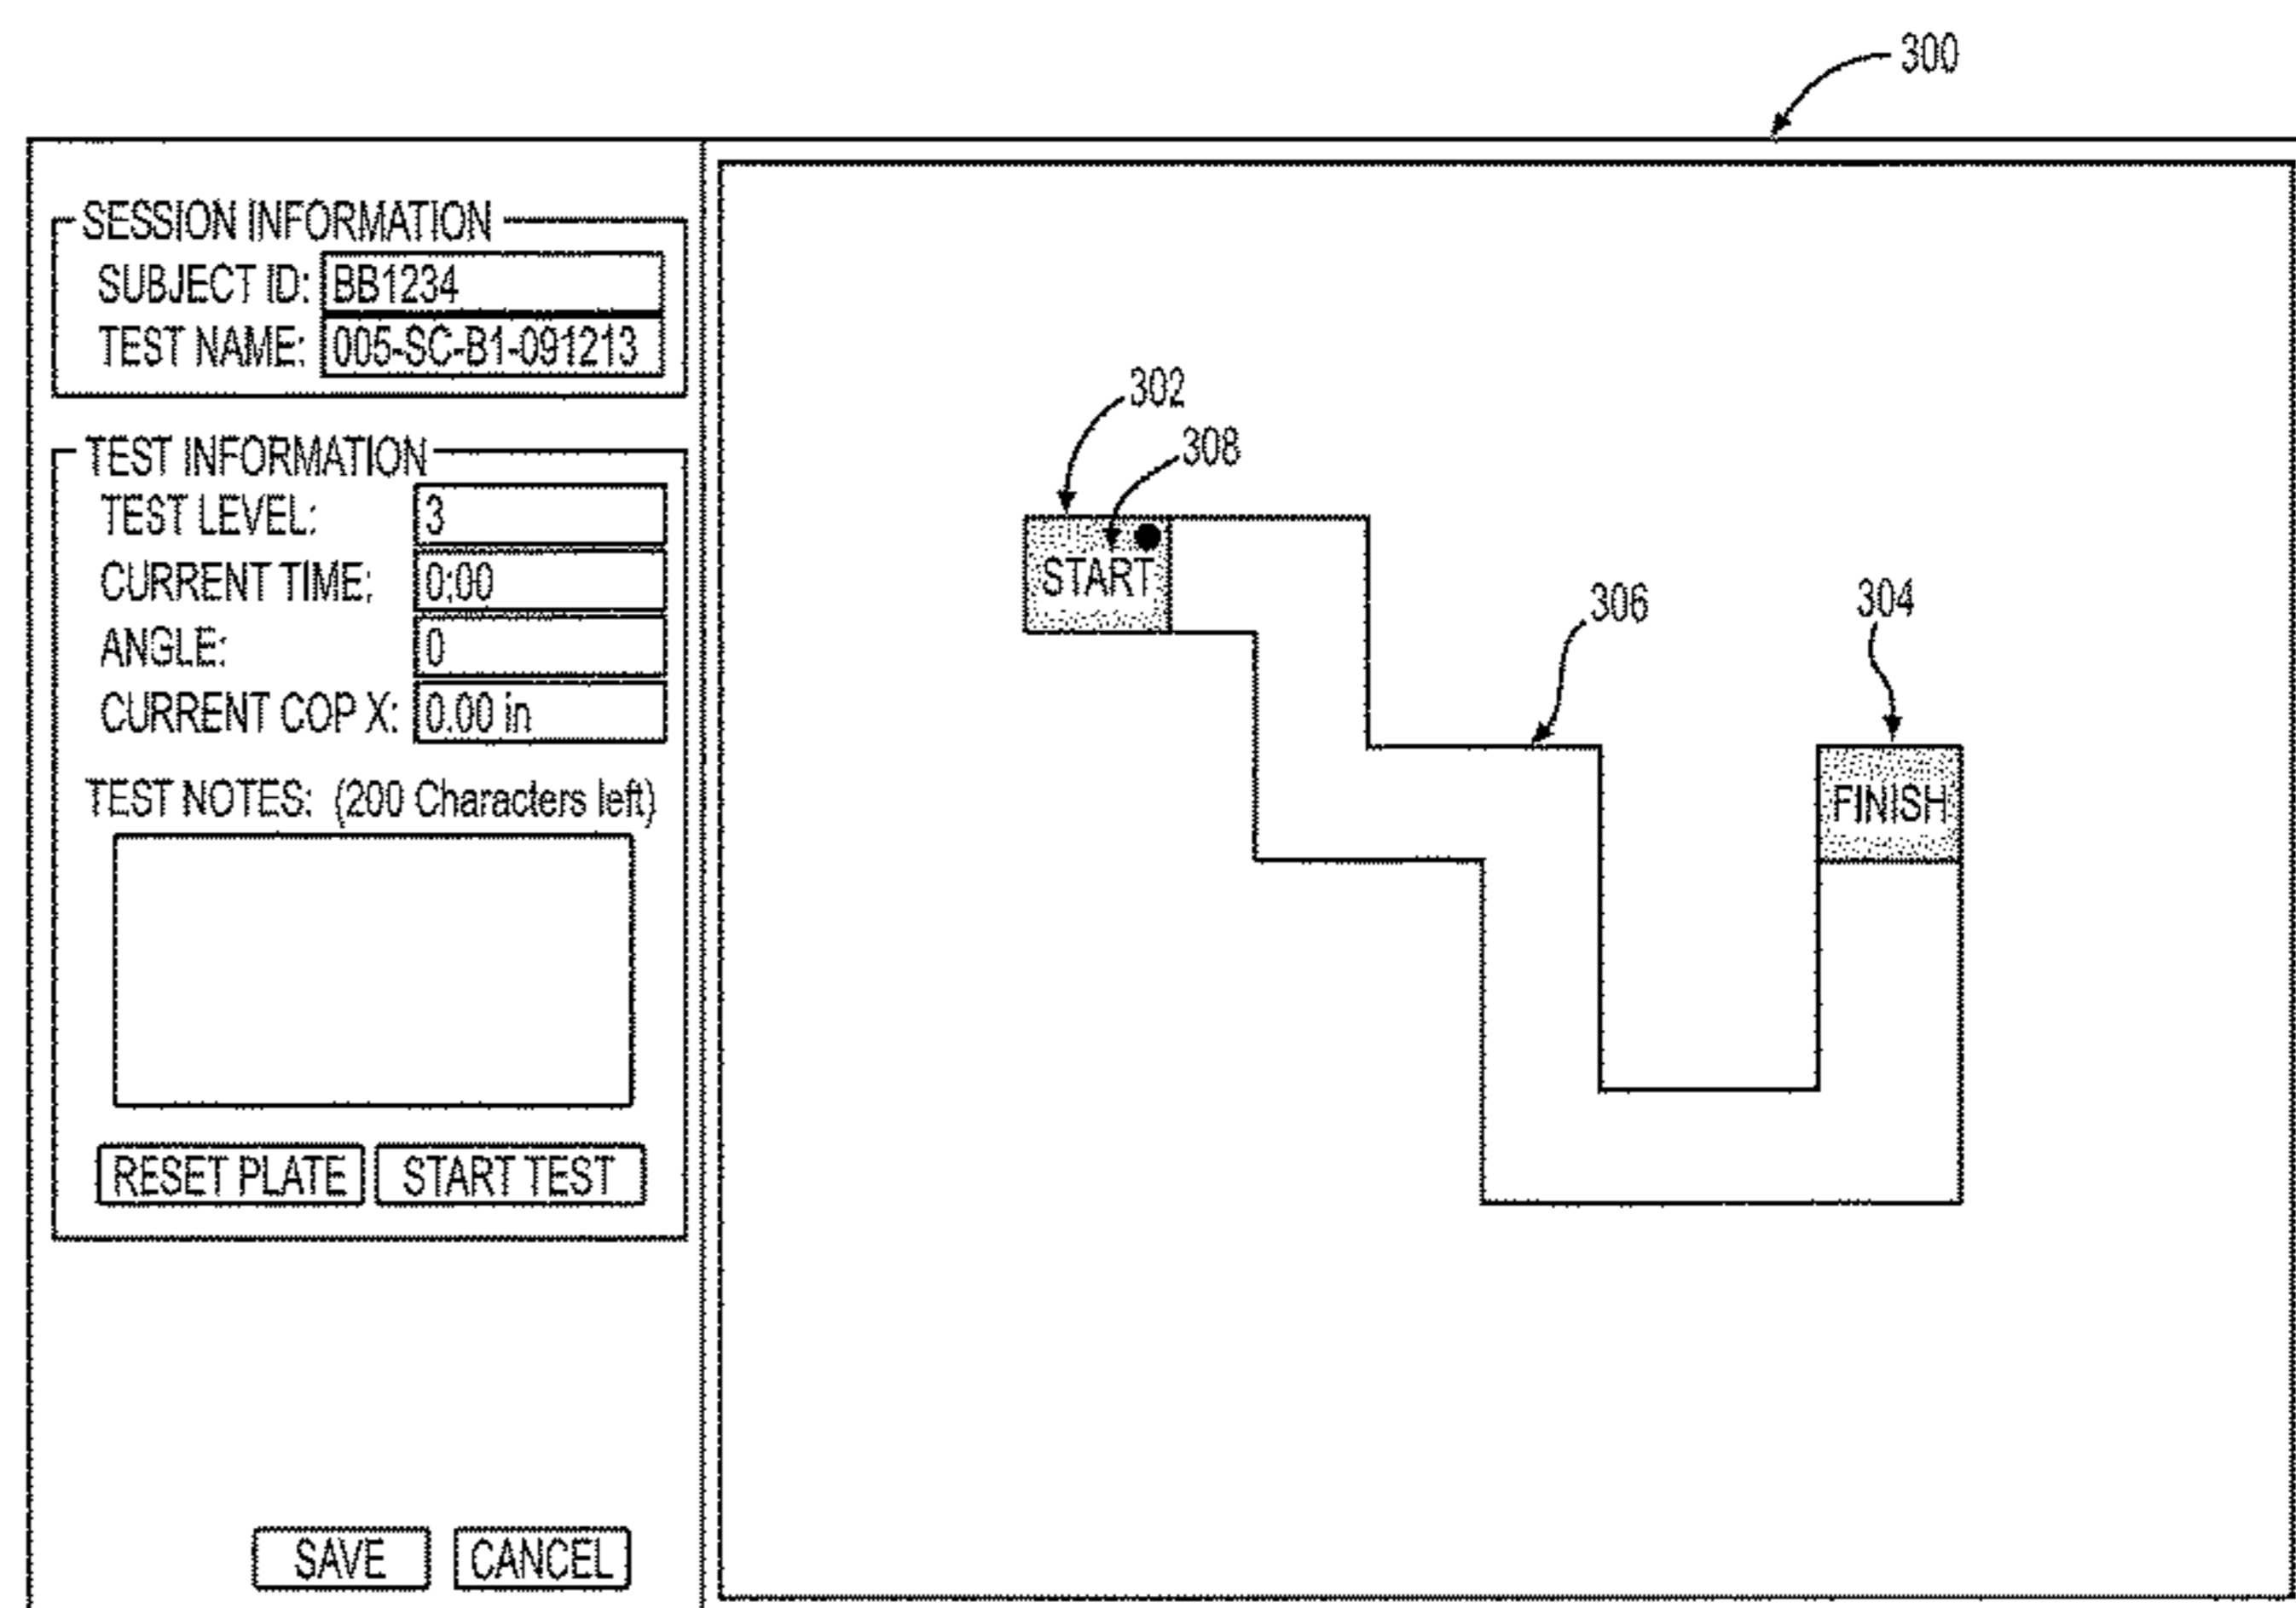 300
SESSION INFORMATION
SUBJECT ID: BB1234
TEST NAME: 005-SC-B1-091213
TEST INFORMATION
TEST LEVEL: 3
CURRENT TIME: 0:00
ANGLE: 0
CURRENT COP X: 0.00 in
TEST NOTES: (200 Characters left)
RESET PLATE START TEST
SAVE CANCEL
302
308
START
306
304
FINISH